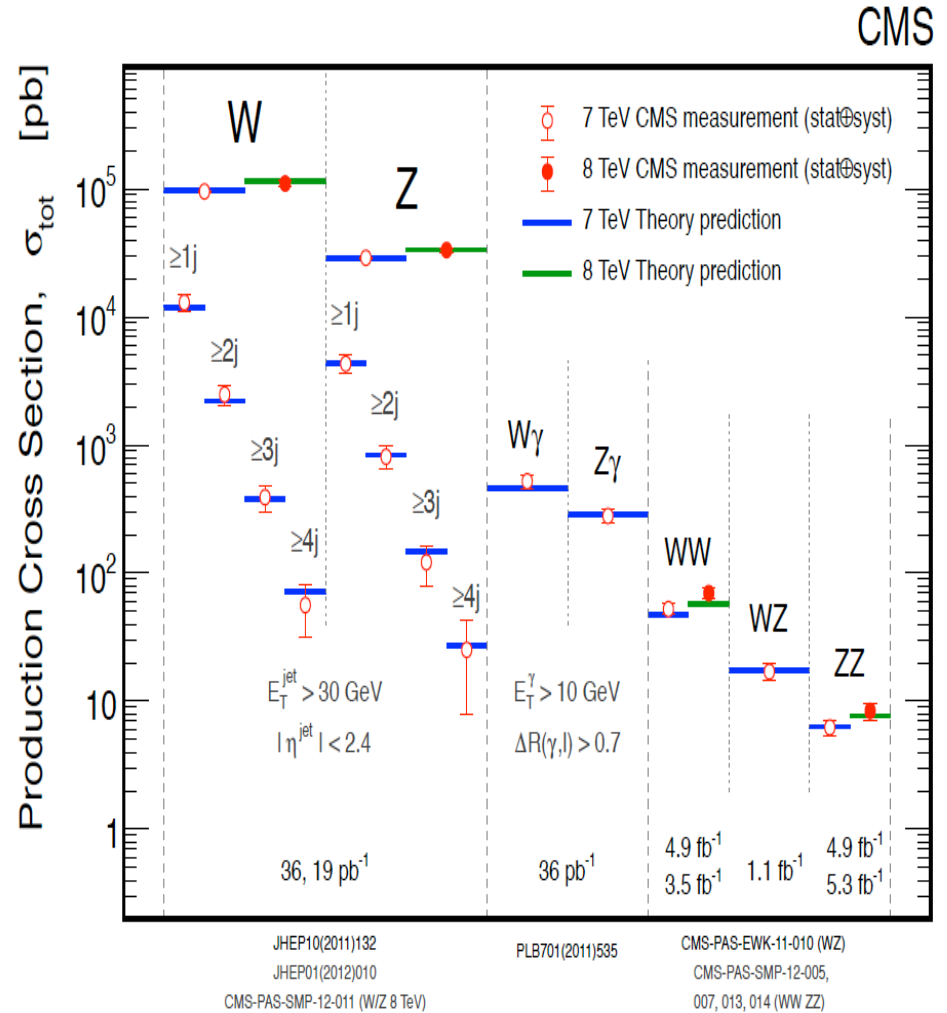 CMS
Production Cross Section, σtot [pb]
10^5
10^4
10^3
10^2
10
1
W
≥1j
≥2j
≥3j
≥4j
Z
≥1j
≥2j
≥3j
≥4j
7 TeV CMS measurement (stat⊕syst)
8 TeV CMS measurement (stat⊕syst)
7 TeV Theory prediction
8 TeV Theory prediction
Wγ
Zγ
WW
WZ
ZZ
E_T^jet > 30 GeV
| η^jet | < 2.4
E_T^γ > 10 GeV
ΔR(γ,l) > 0.7
36, 19 pb^-1
36 pb^-1
4.9 fb^-1
3.5 fb^-1
1.1 fb^-1
4.9 fb^-1
5.3 fb^-1
JHEP10(2011)132
JHEP01(2012)010
CMS-PAS-SMP-12-011 (W/Z 8 TeV)
PLB701(2011)535
CMS-PAS-EWK-11-010 (WZ)
CMS-PAS-SMP-12-005,
007, 013, 014 (WW ZZ)